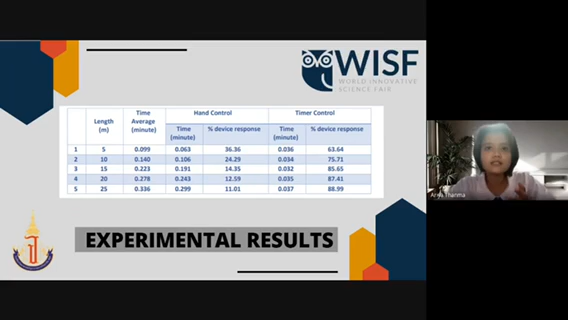 WISF
WORLD INNOVATIVE
SCIENCE FAIR
Length (m) Time Average (minute) Hand Control Timer Control
Time (minute) % device response Time (minute) % device response
1 5 0.099 0.063 36.36 0.036 63.64
2 10 0.140 0.106 24.29 0.034 75.71
3 15 0.223 0.191 14.35 0.032 85.65
4 20 0.278 0.243 12.59 0.035 87.41
5 25 0.336 0.299 11.01 0.037 88.99
EXPERIMENTAL RESULTS
Thanma